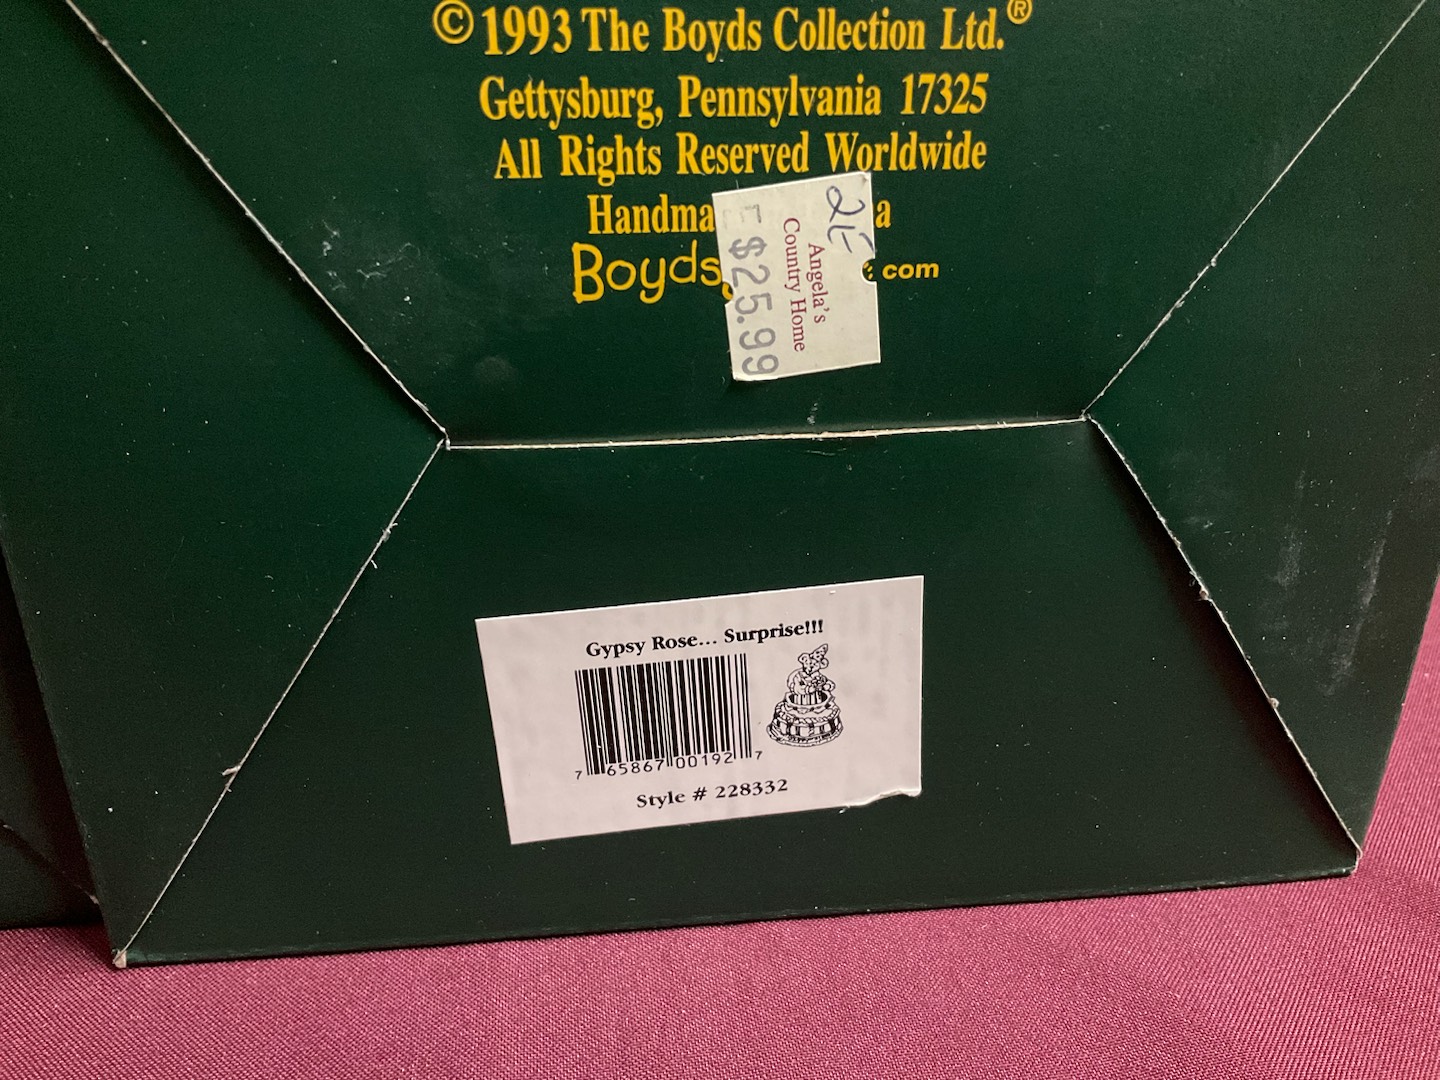 © 1993 The Boyds Collection Ltd.®
Gettysburg, Pennsylvania 17325
All Rights Reserved Worldwide
Handma a
Boyds com
Angela's
Country Home
$25.99
Gypsy Rose... Surprise!!!
7 65867 00192 7
Style # 228332